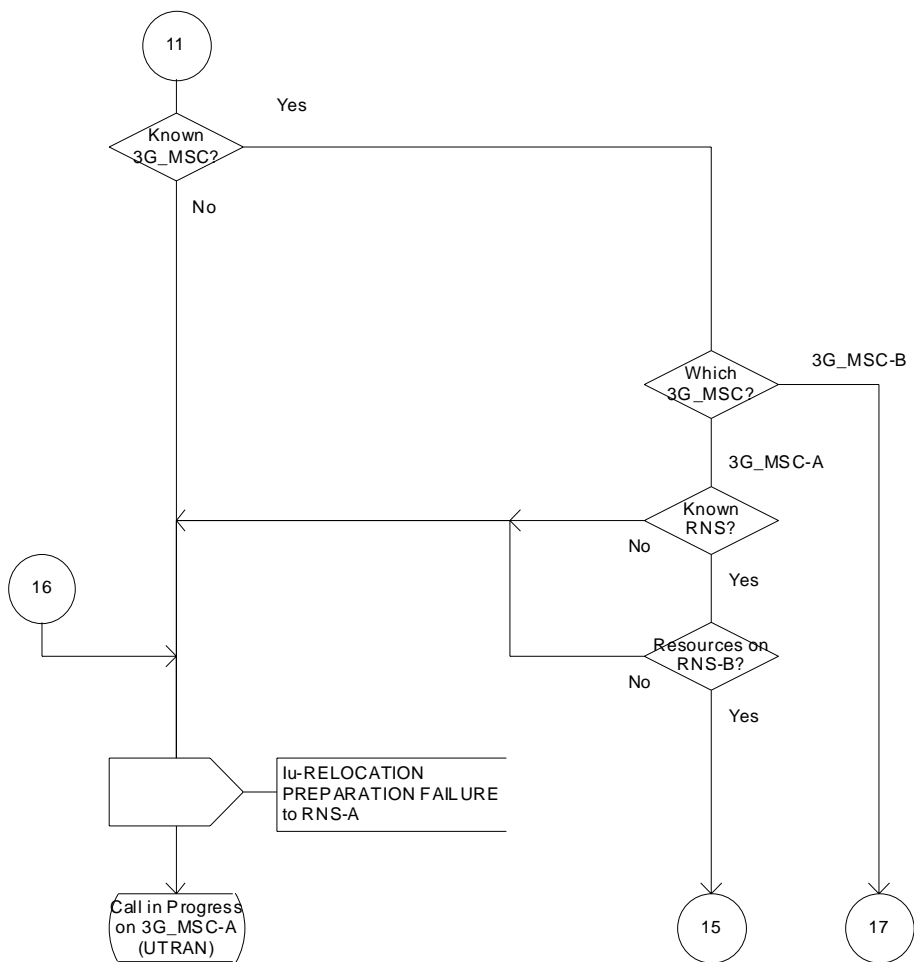 11
Yes
Known
3G_MSC?
No
3G_MSC-B
Which
3G_MSC?
3G_MSC-A
Known
RNS?
No
Yes
16
Resources on
RNS-B?
No
Yes
Iu-RELOCATION
PREPARATION FAILURE
to RNS-A
Call in Progress
on 3G_MSC-A
(UTRAN)
15
17